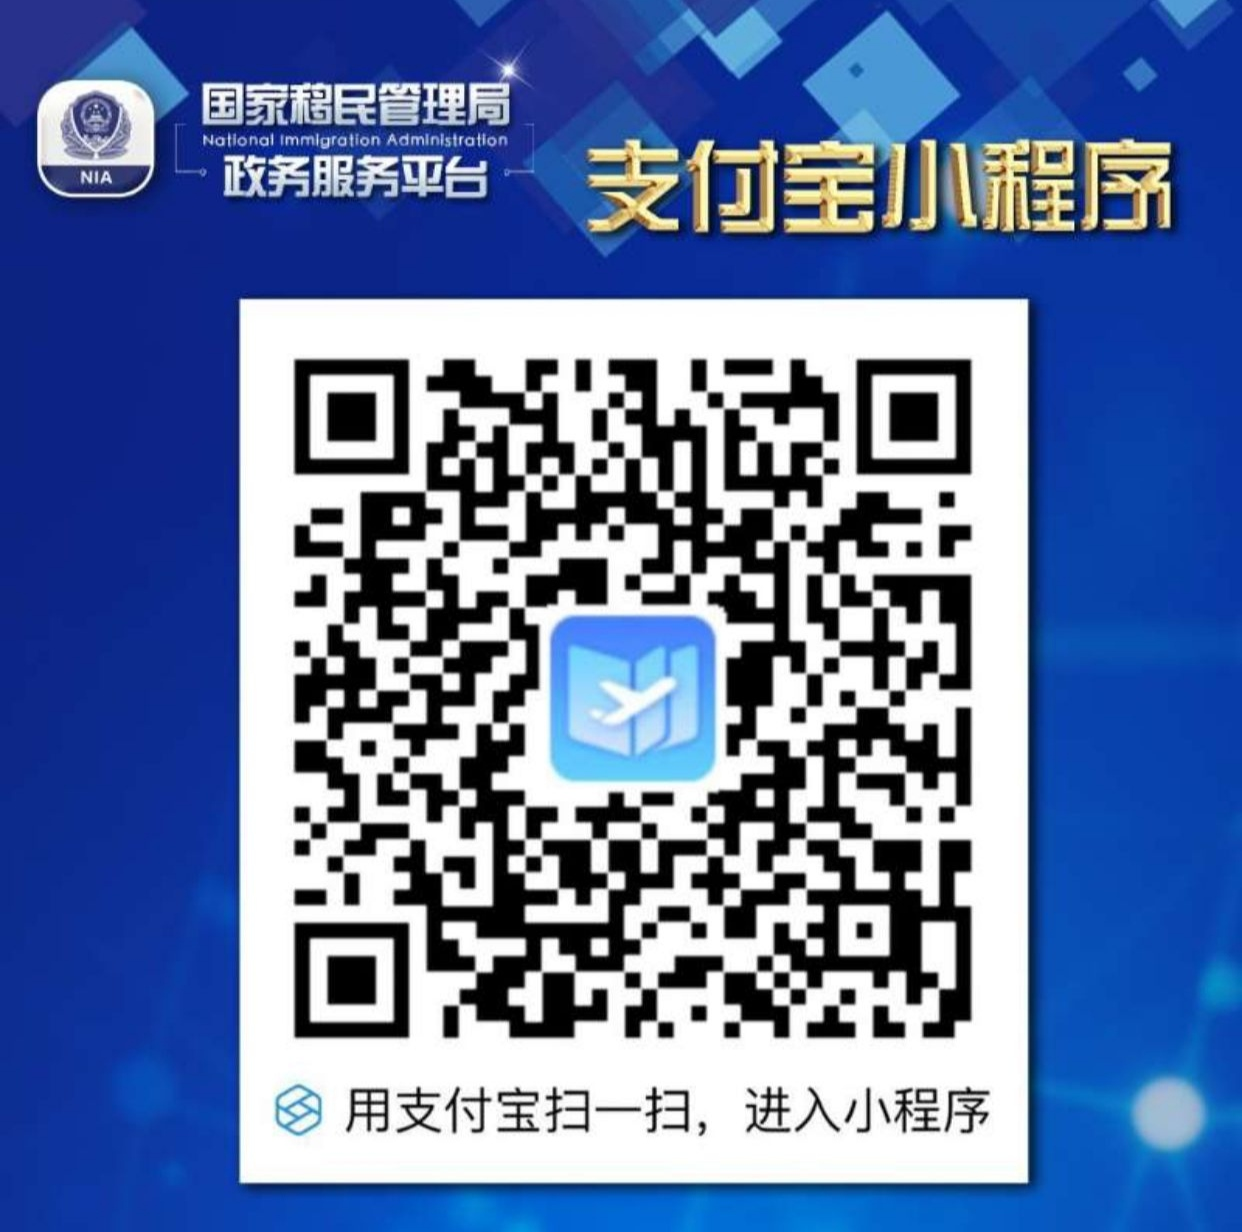 国家移民管理局
National Immigration Administration
政务服务平台
NIA
支付宝小程序
用支付宝扫一扫，进入小程序